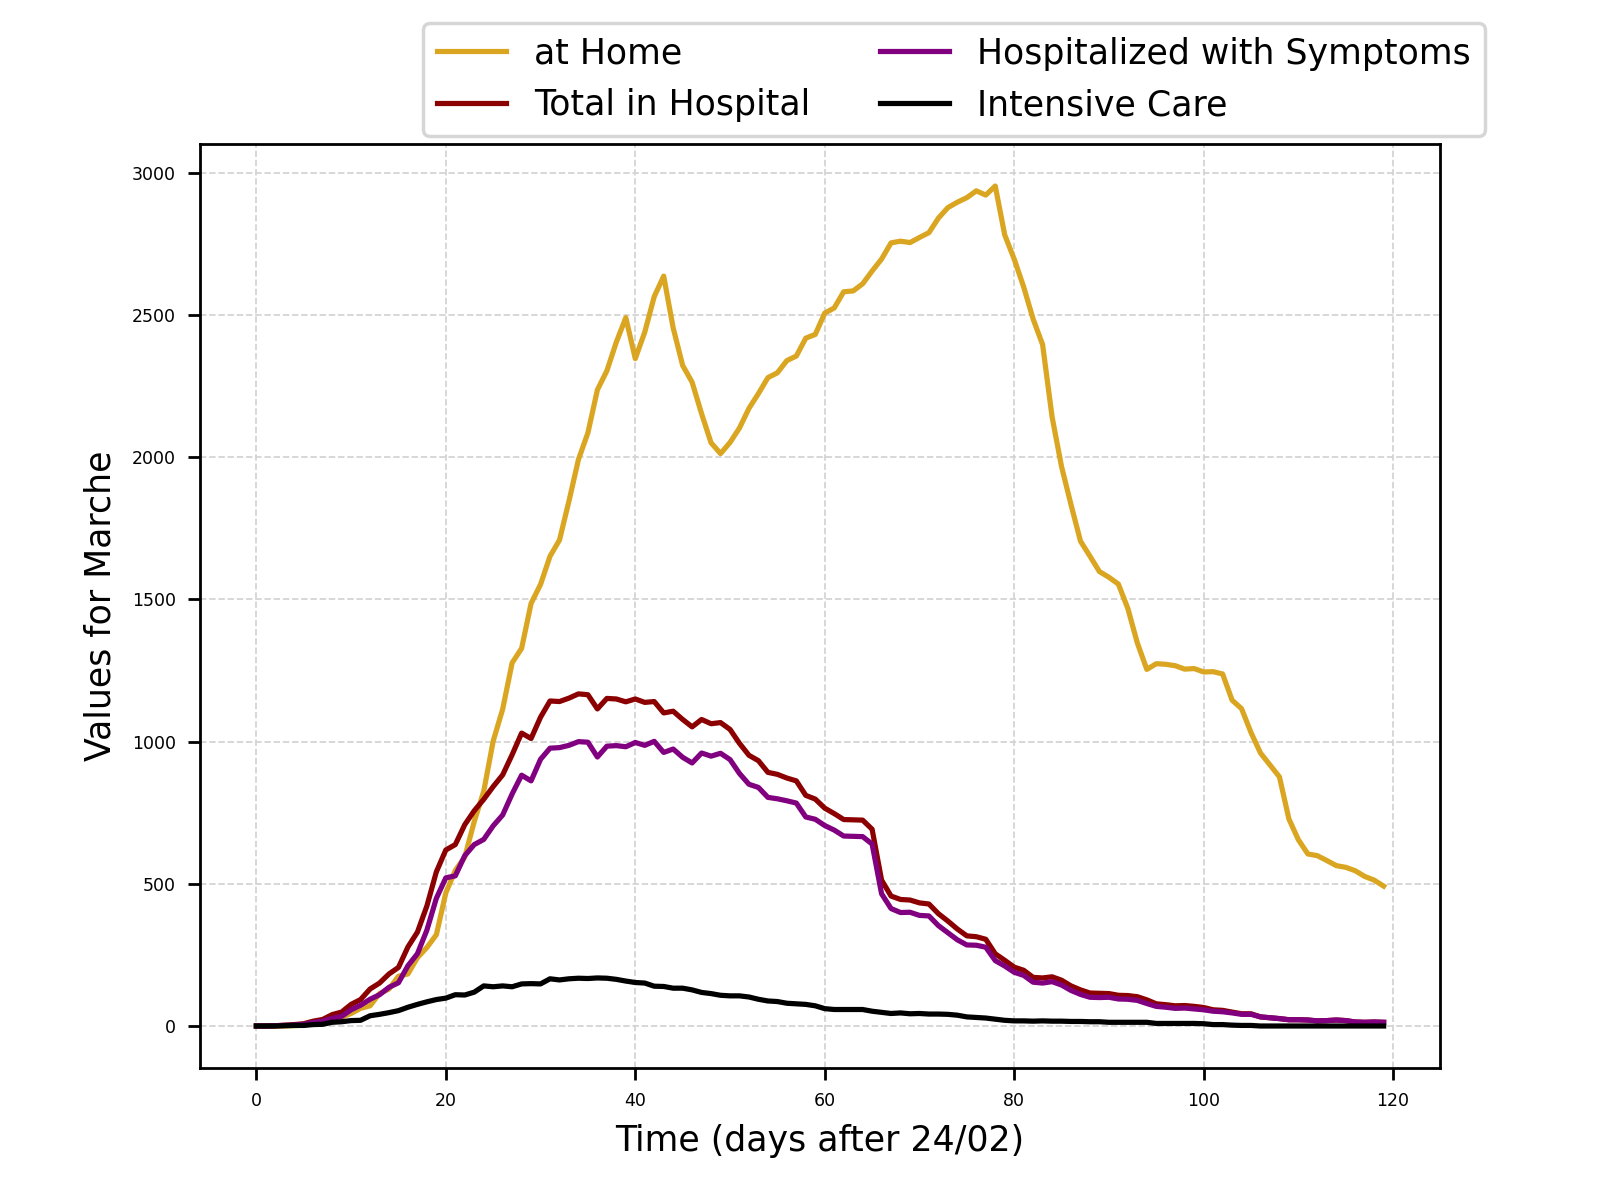 at Home
Total in Hospital
Hospitalized with Symptoms
Intensive Care
Values for Marche
3000
2500
2000
1500
1000
500
0
0 20 40 60 80 100 120
Time (days after 24/02)